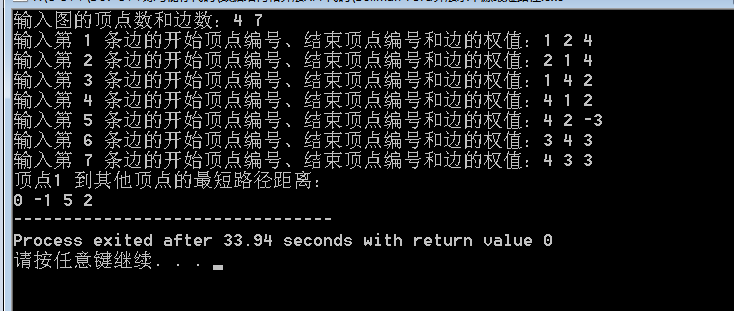 输入图的顶点数和边数：4 7
输入第 1 条边的开始顶点编号、结束顶点编号和边的权值：1 2 4
输入第 2 条边的开始顶点编号、结束顶点编号和边的权值：2 1 4
输入第 3 条边的开始顶点编号、结束顶点编号和边的权值：1 4 2
输入第 4 条边的开始顶点编号、结束顶点编号和边的权值：4 1 2
输入第 5 条边的开始顶点编号、结束顶点编号和边的权值：4 2 -3
输入第 6 条边的开始顶点编号、结束顶点编号和边的权值：3 4 3
输入第 7 条边的开始顶点编号、结束顶点编号和边的权值：4 3 3
顶点1 到其他顶点的最短路径距离：
0 -1 5 2
--------------------------------
Process exited after 33.94 seconds with return value 0
请按任意键继续. . .